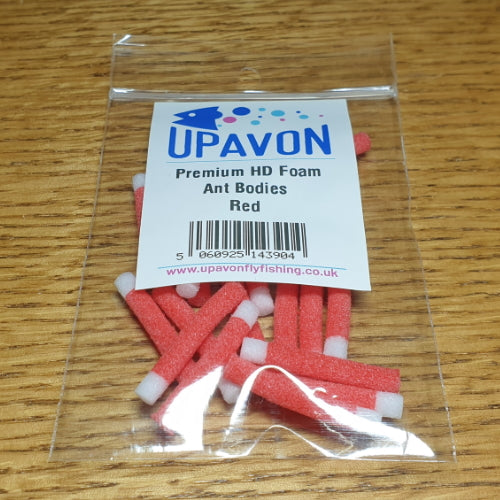 UPAVON
Premium HD Foam
Ant Bodies
Red
5 060925 143904
www.upavonflyfishing.co.uk